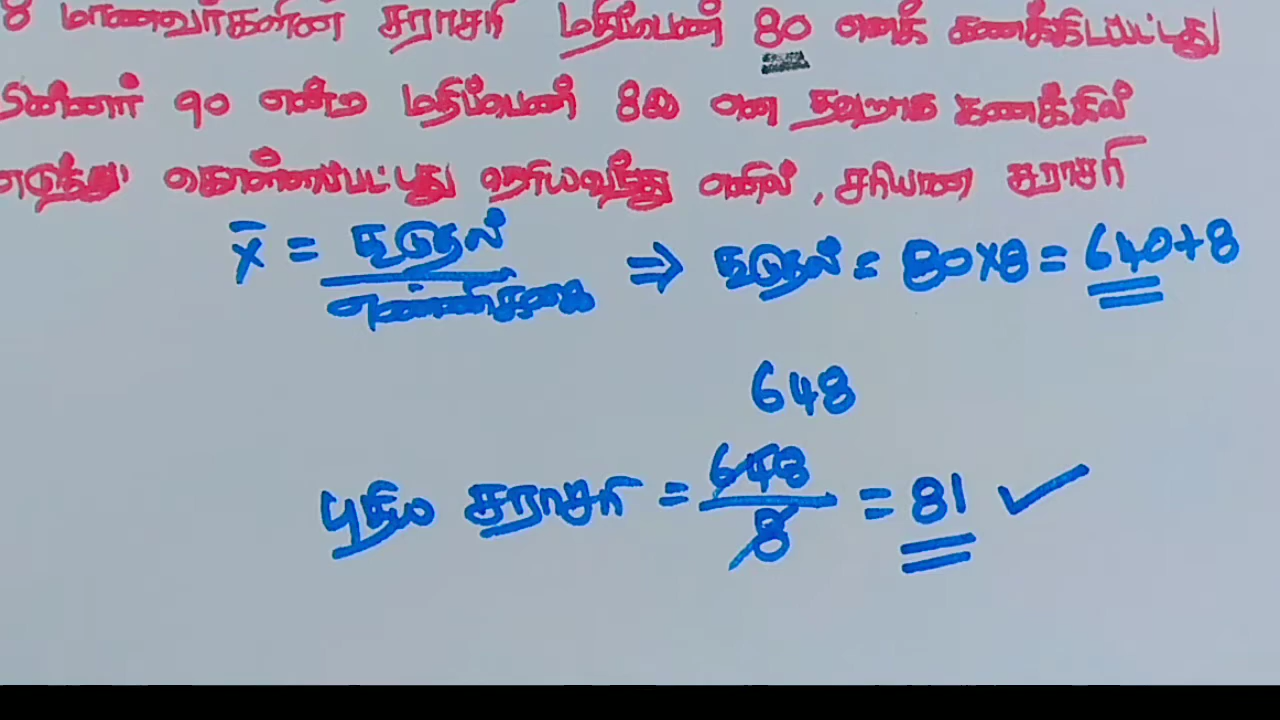 8 மாணவர்களின் சராசரி மதிப்பெண் 80 எனக் கணக்கிடப்பட்டது
பின்னர் 90 என்ற மதிப்பெண் என தவறாக கணக்கில்
எடுத்து கொள்ளப்பட்டது தெரியவந்தது எனில், சரியான சராசரி
x̄ = கூடுதல் / எண்ணிக்கை ⇒ கூடுதல் = 80×8 = 640+8
648
புதிய சராசரி = 648/8 = 81 ✓